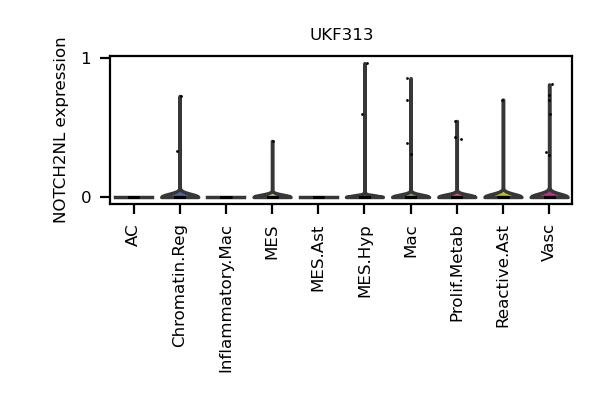 UKF313
NOTCH2NL expression
1
0
AC
Chromatin.Reg
Inflammatory.Mac
MES
MES.Ast
MES.Hyp
Mac
Prolif.Metab
Reactive.Ast
Vasc